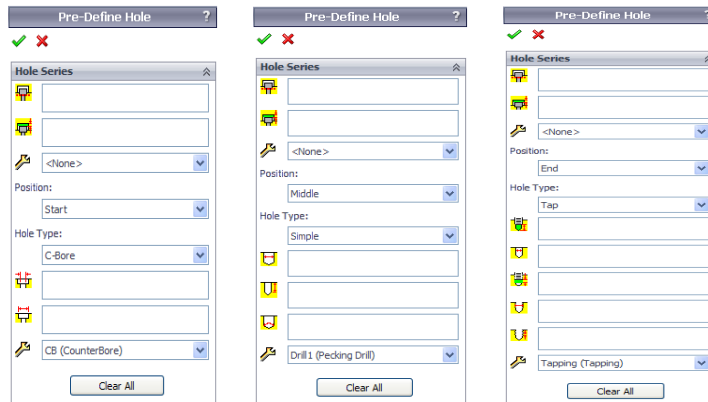 Pre-Define Hole ?
Hole Series
<None>
Position:
Start
Hole Type:
C-Bore
CB (CounterBore)
Clear All
Pre-Define Hole ?
Hole Series
<None>
Position:
Middle
Hole Type:
Simple
Drill1 (Pecking Drill)
Clear All
Pre-Define Hole ?
Hole Series
<None>
Position:
End
Hole Type:
Tap
Tapping (Tapping)
Clear All